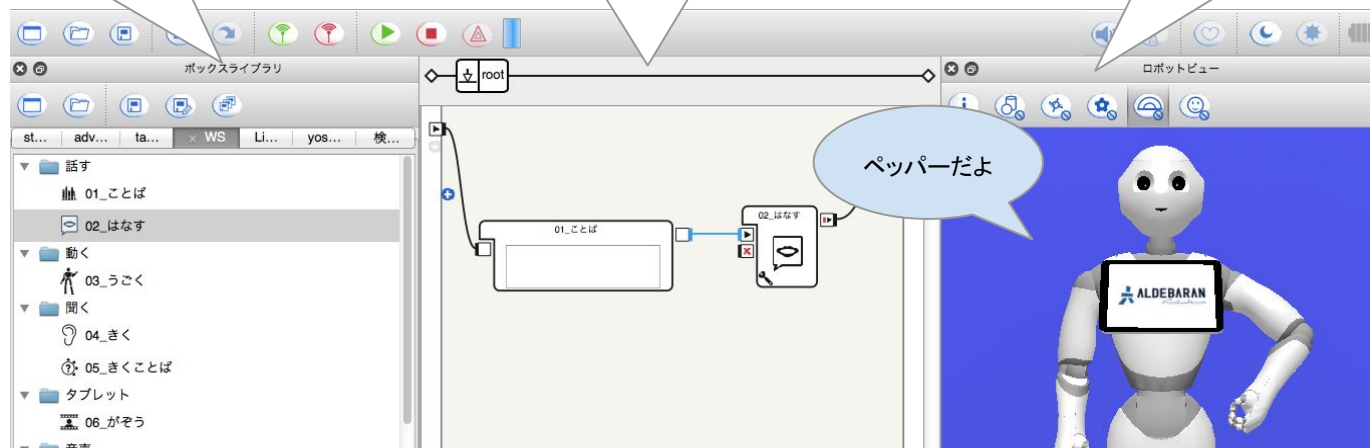 ボックスライブラリ
root
ロボットビュー
st...
adv...
ta...
WS
Li...
yos...
検...
話す
01_ことば
02_はなす
動く
03_うごく
聞く
04_きく
05_きくことば
タブレット
06_がぞう
音声
01_ことば
02_はなす
ペッパーだよ
ALDEBARAN
Robotics